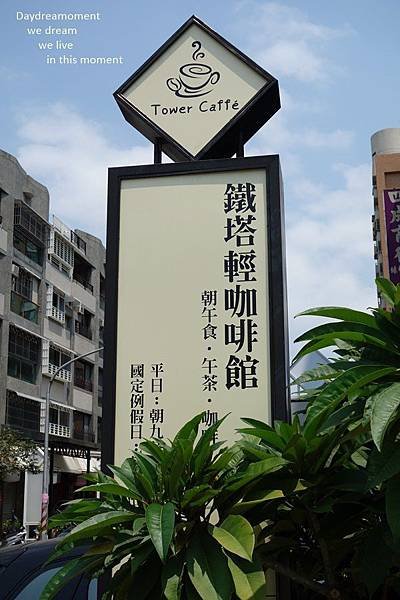 Daydreamoment
we dream
we live
in this moment
Tower Caffé
鐵塔輕咖啡館
朝午食·午茶·咖啡
平日:朝九
國定例假日: